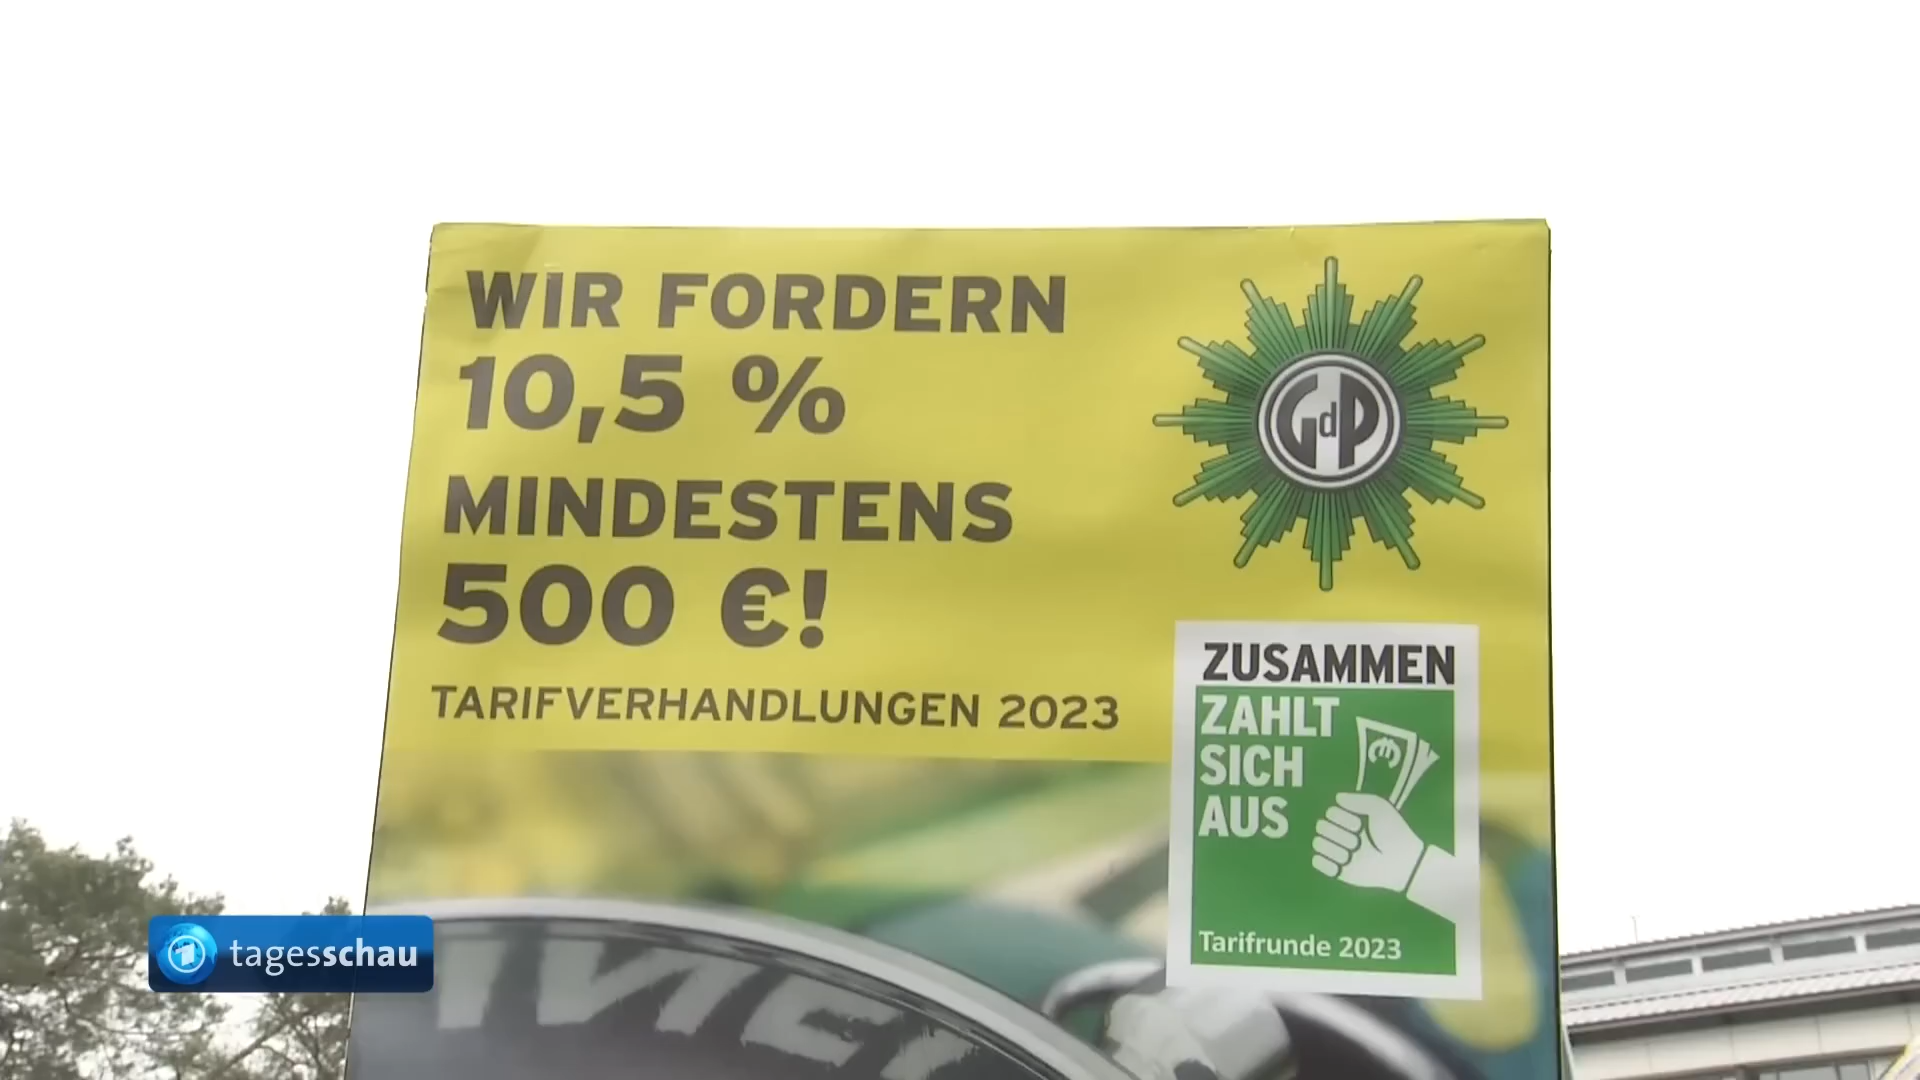 WIR FORDERN
10,5 %
MINDESTENS
500 €!
TARIFVERHANDLUNGEN 2023
GdP
ZUSAMMEN
ZAHLT
SICH
AUS
€
Tarifrunde 2023
tagesschau